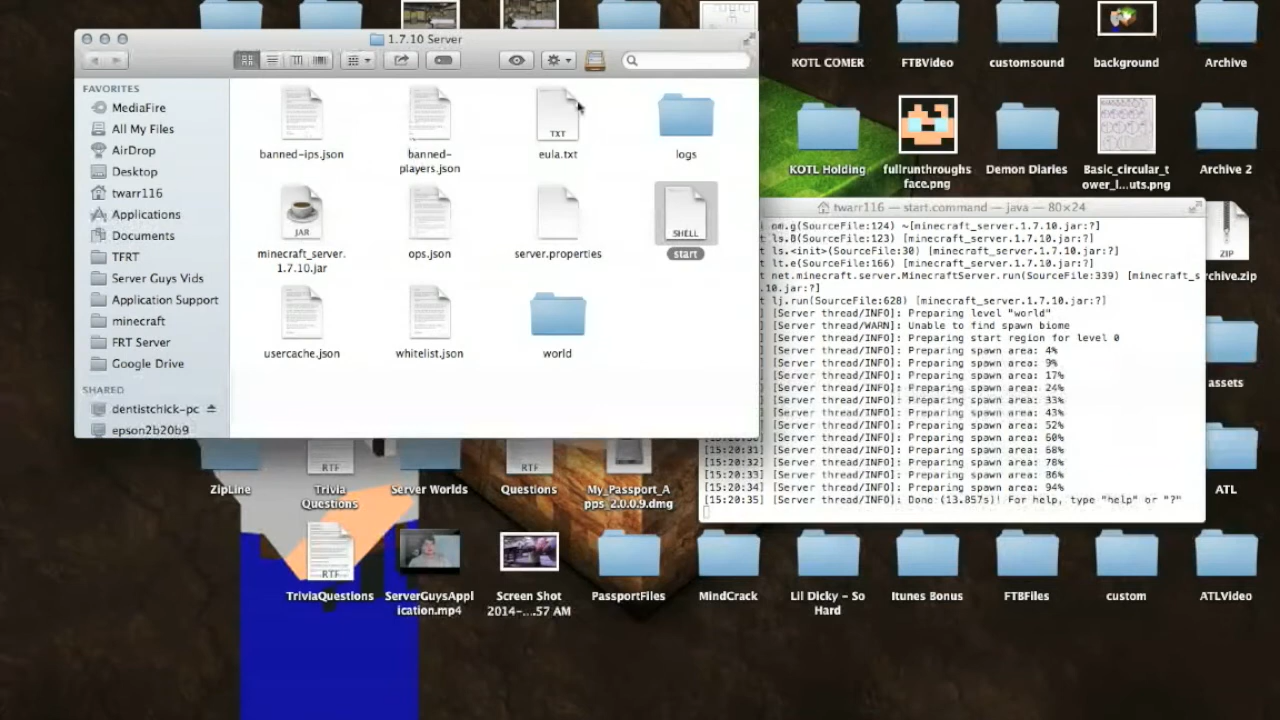 1.7.10 Server
FAVORITES
MediaFire
All My Files
AirDrop
Desktop
twarr116
Applications
Documents
TFRT
Server Guys Vids
Application Support
minecraft
FRT Server
Google Drive
SHARED
dentistchick-pc
epson2b20b9
banned-ips.json
banned-
players.json
TXT
eula.txt
logs
JAR
minecraft_server.
1.7.10.jar
ops.json
server.properties
SHELL
start
usercache.json
whitelist.json
world
KOTL COMER
FTBVideo
customsound
background
Archive
KOTL Holding
fullrunthroughs
face.png
Demon Diaries
Basic_circular_t
ower_l...uts.png
Archive 2
twarr116 — start.command — java — 80×24
om.g(SourceFile:124) ~[minecraft_server.1.7.10.jar:?]
t ls.B(SourceFile:123) [minecraft_server.1.7.10.jar:?]
t ls.<init>(SourceFile:30) [minecraft_server.1.7.10.jar:?]
t lt.e(SourceFile:166) [minecraft_server.1.7.10.jar:?]
t net.minecraft.server.MinecraftServer.run(SourceFile:339) [minecraft_s
.10.jar:?]
t lj.run(SourceFile:628) [minecraft_server.1.7.10.jar:?]
[Server thread/INFO]: Preparing level "world"
[Server thread/WARN]: Unable to find spawn biome
[Server thread/INFO]: Preparing start region for level 0
[Server thread/INFO]: Preparing spawn area: 4%
[Server thread/INFO]: Preparing spawn area: 9%
[Server thread/INFO]: Preparing spawn area: 17%
[Server thread/INFO]: Preparing spawn area: 24%
[Server thread/INFO]: Preparing spawn area: 33%
[Server thread/INFO]: Preparing spawn area: 43%
[Server thread/INFO]: Preparing spawn area: 52%
[Server thread/INFO]: Preparing spawn area: 60%
[15:20:31] [Server thread/INFO]: Preparing spawn area: 68%
[15:20:32] [Server thread/INFO]: Preparing spawn area: 78%
[15:20:33] [Server thread/INFO]: Preparing spawn area: 86%
[15:20:34] [Server thread/INFO]: Preparing spawn area: 94%
[15:20:35] [Server thread/INFO]: Done (13.857s)! For help, type "help" or "?"
ZIP
rchive.zip
assets
ATL
ZipLine
RTF
Trivia
Questions
Server Worlds
RTF
Questions
My_Passport_A
pps-2.0.0.9.dmg
RTF
TriviaQuestions
ServerGuysAppl
ication.mp4
Screen Shot
2014-...57 AM
PassportFiles
MindCrack
Lil Dicky - So
Hard
Itunes Bonus
FTBFiles
custom
ATLVideo